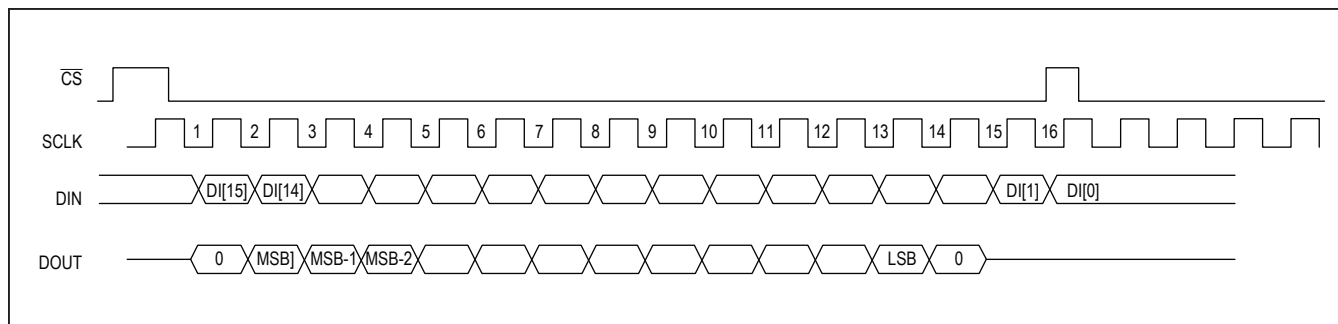 CS
SCLK 1 2 3 4 5 6 7 8 9 10 11 12 13 14 15 16
DIN DI[15] DI[14] DI[1] DI[0]
DOUT 0 MSB] MSB-1 MSB-2 LSB 0